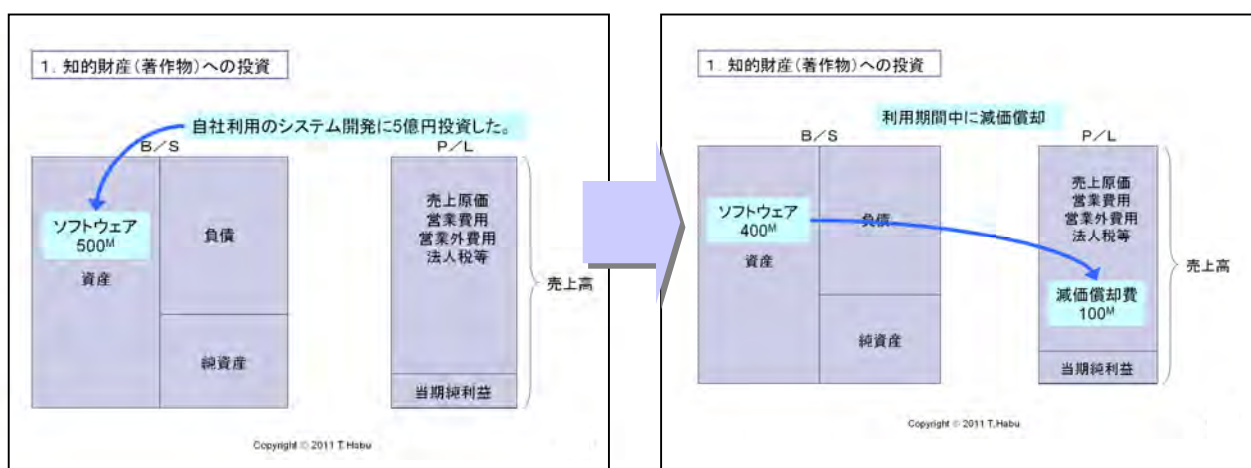 1. 知的財産(著作物)への投資
自社利用のシステム開発に5億円投資した。
B/S
P/L
ソフトウェア
500M
資産
負債
純資産
売上原価
営業費用
営業外費用
法人税等
当期純利益
売上高
Copyright © 2011 T.Habu
1. 知的財産(著作物)への投資
利用期間中に減価償却
B/S
P/L
ソフトウェア
400M
資産
負債
純資産
売上原価
営業費用
営業外費用
法人税等
減価償却費
100M
当期純利益
売上高
Copyright © 2011 T.Habu